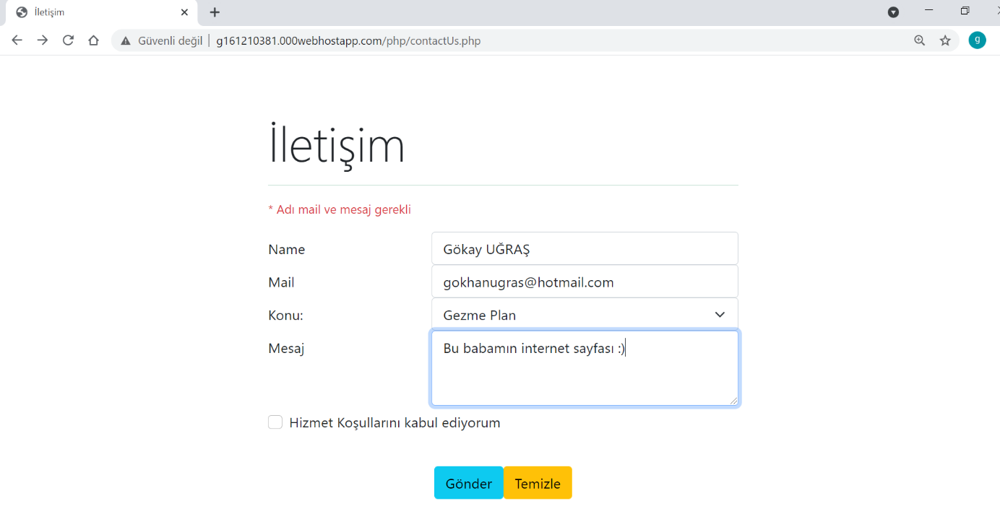 İletişim
Güvenli değil | g161210381.000webhostapp.com/php/contactUs.php
g
İletişim
* Adı mail ve mesaj gerekli
Name Gökay UĞRAŞ
Mail gokhanugras@hotmail.com
Konu: Gezme Plan
Mesaj Bu babamın internet sayfası :)
Hizmet Koşullarını kabul ediyorum
Gönder Temizle